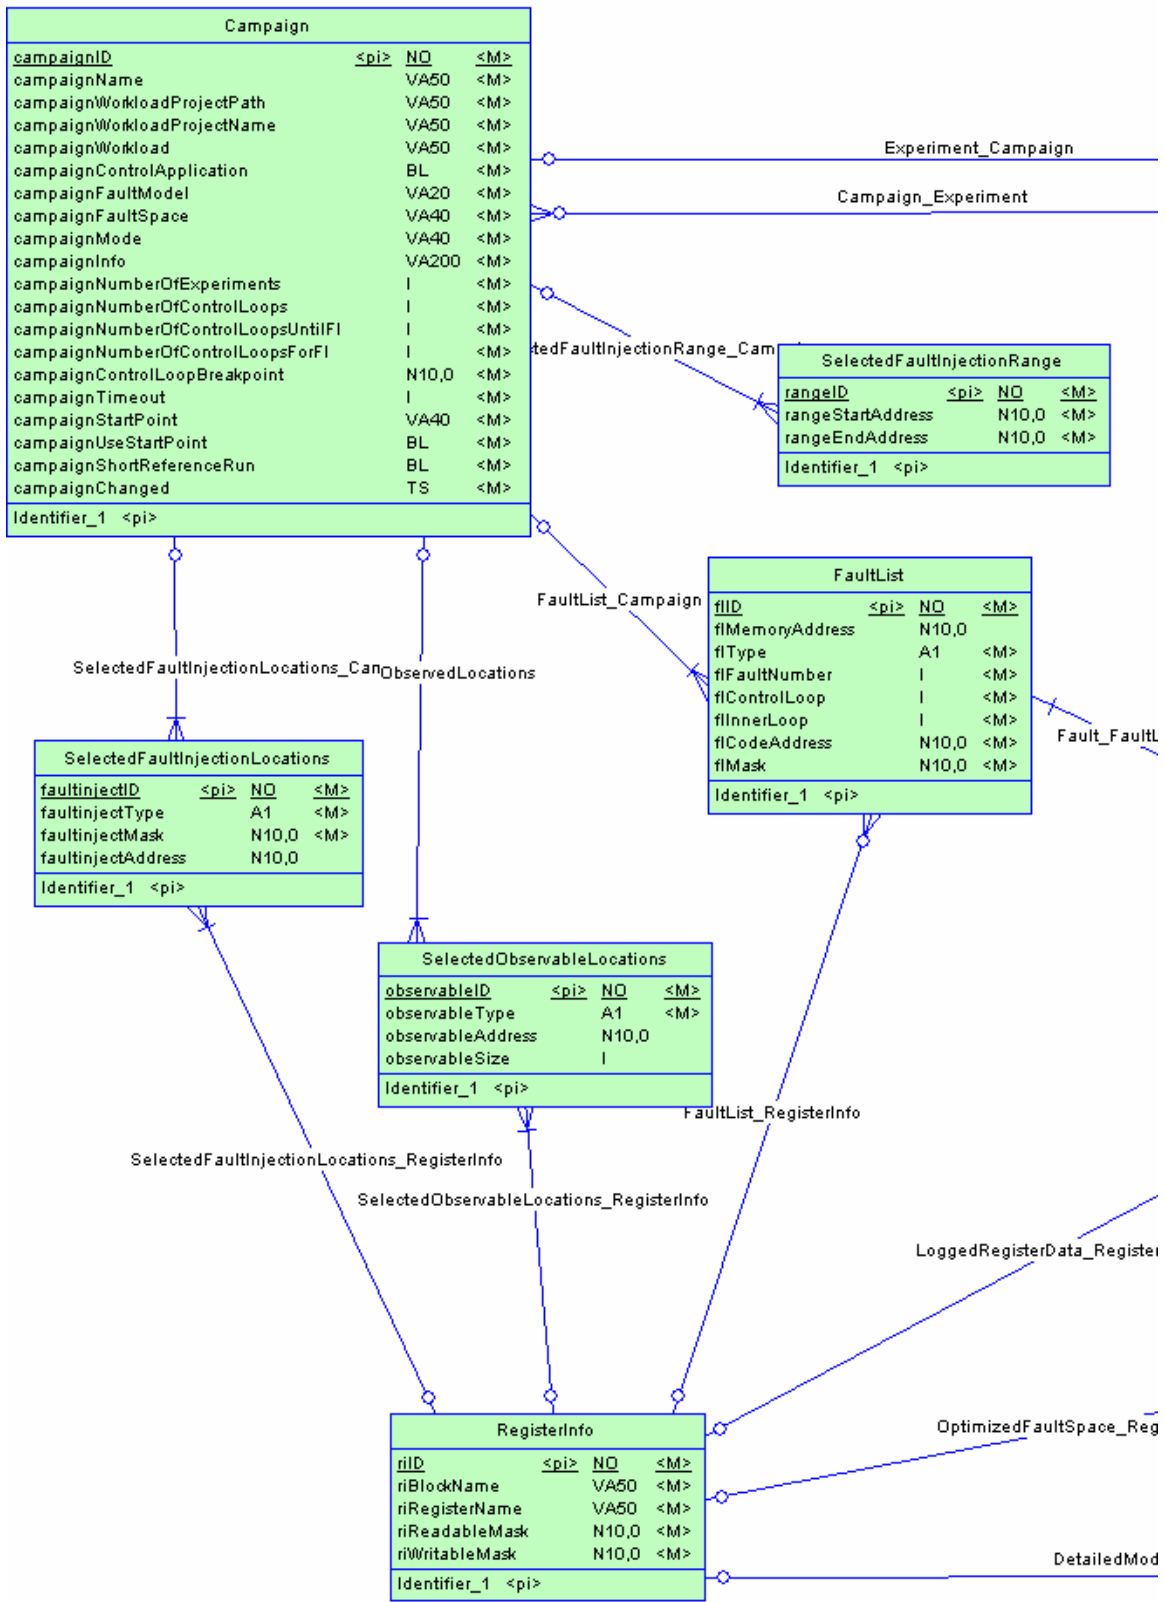 Campaign
campaignID <pi> NO <M>
campaignName VA50 <M>
campaignWorkloadProjectPath VA50 <M>
campaignWorkloadProjectName VA50 <M>
campaignWorkload VA50 <M>
campaignControlApplication BL <M>
campaignFaultModel VA20 <M>
campaignFaultSpace VA40 <M>
campaignMode VA40 <M>
campaignInfo VA200 <M>
campaignNumberOfExperiments I <M>
campaignNumberOfControlLoops I <M>
campaignNumberOfControlLoopsUntilFI I <M>
campaignNumberOfControlLoopsForFI I <M>
campaignControlLoopBreakpoint N10,0 <M>
campaignTimeout I <M>
campaignStartPoint VA40 <M>
campaignUseStartPoint BL <M>
campaignShortReferenceRun BL <M>
campaignChanged TS <M>
Identifier_1 <pi>
Experiment_Campaign
Campaign_Experiment
tedFaultInjectionRange_Cam
SelectedFaultInjectionRange
rangeID <pi> NO <M>
rangeStartAddress N10,0 <M>
rangeEndAddress N10,0 <M>
Identifier_1 <pi>
FaultList_Campaign
FaultList
flID <pi> NO <M>
flMemoryAddress N10,0
flType A1 <M>
flFaultNumber I <M>
flControlLoop I <M>
flInnerLoop I <M>
flCodeAddress N10,0 <M>
flMask N10,0 <M>
Identifier_1 <pi>
Fault_FaultL
SelectedFaultInjectionLocations_Can
ObservedLocations
SelectedFaultInjectionLocations
faultinjectID <pi> NO <M>
faultinjectType A1 <M>
faultinjectMask N10,0 <M>
faultinjectAddress N10,0
Identifier_1 <pi>
SelectedObservableLocations
observableID <pi> NO <M>
observableType A1 <M>
observableAddress N10,0
observableSize I
Identifier_1 <pi>
FaultList_RegisterInfo
SelectedFaultInjectionLocations_RegisterInfo
SelectedObservableLocations_RegisterInfo
LoggedRegisterData_Register
OptimizedFaultSpace_Reg
DetailedMod
RegisterInfo
riID <pi> NO <M>
riBlockName VA50 <M>
riRegisterName VA50 <M>
riReadableMask N10,0 <M>
riWritableMask N10,0 <M>
Identifier_1 <pi>